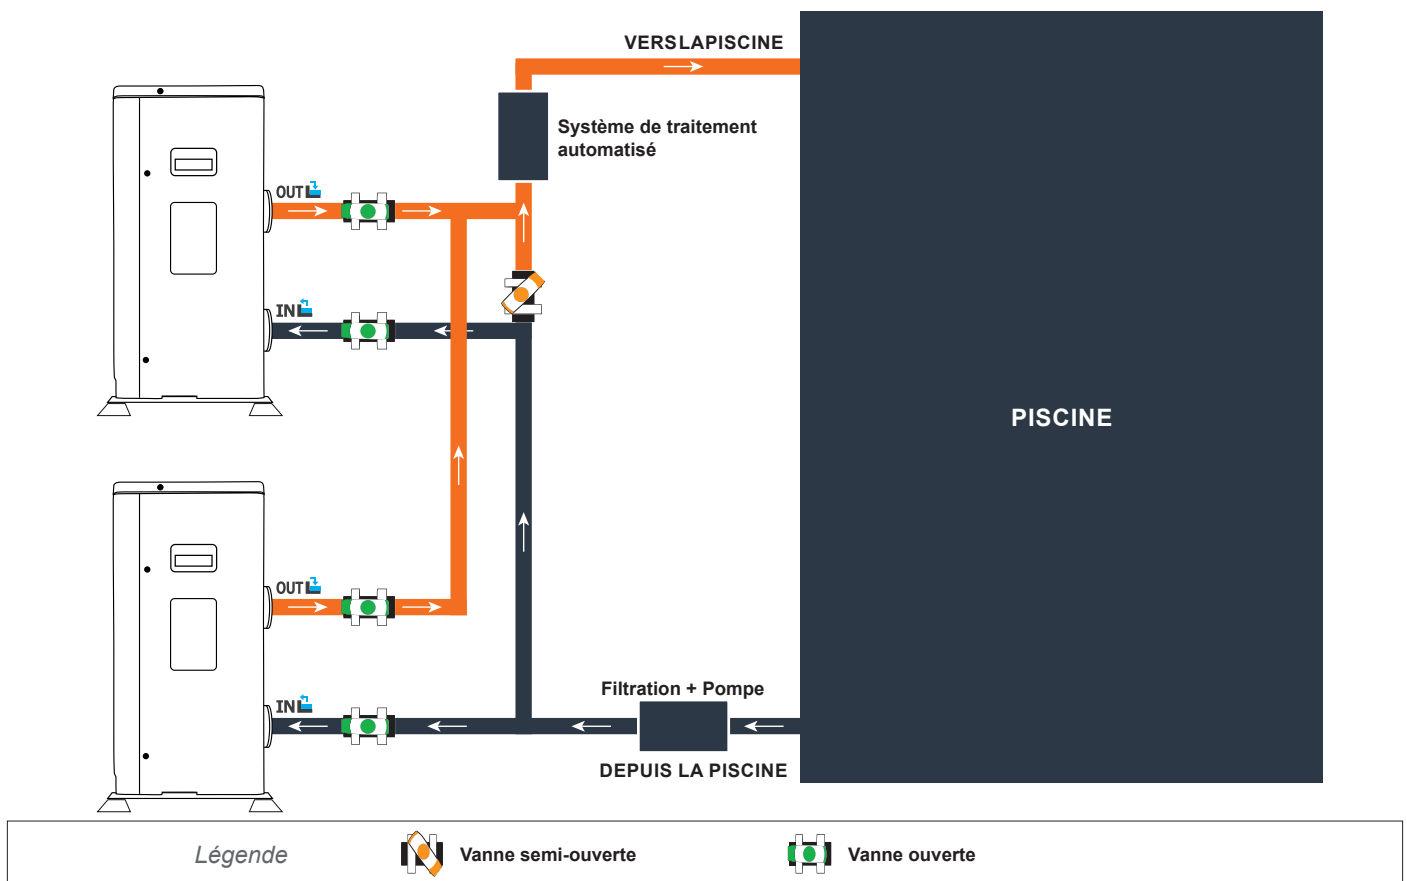 VERSLAPISCINE
Système de traitement
automatisé
OUT
IN
PISCINE
OUT
IN
Filtration + Pompe
DEPUIS LA PISCINE
Légende
Vanne semi-ouverte
Vanne ouverte